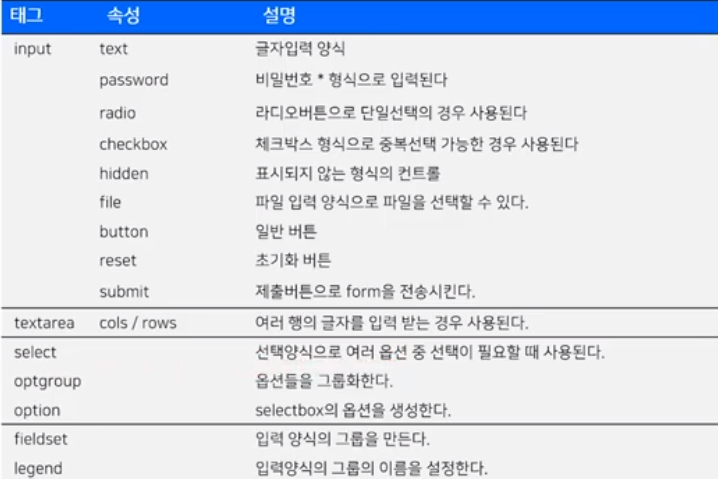 태그 속성 설명
input text 글자입력 양식
password 비밀번호 * 형식으로 입력된다
radio 라디오버튼으로 단일선택의 경우 사용된다
checkbox 체크박스 형식으로 중복선택 가능한 경우 사용된다
hidden 표시되지 않는 형식의 컨트롤
file 파일 입력 양식으로 파일을 선택할 수 있다.
button 일반 버튼
reset 초기화 버튼
submit 제출버튼으로 form을 전송시킨다.
textarea cols / rows 여러 행의 글자를 입력 받는 경우 사용된다.
select 선택양식으로 여러 옵션 중 선택이 필요할 때 사용된다.
optgroup 옵션들을 그룹화한다.
option selectbox의 옵션을 생성한다.
fieldset 입력 양식의 그룹을 만든다.
legend 입력양식의 그룹의 이름을 설정한다.